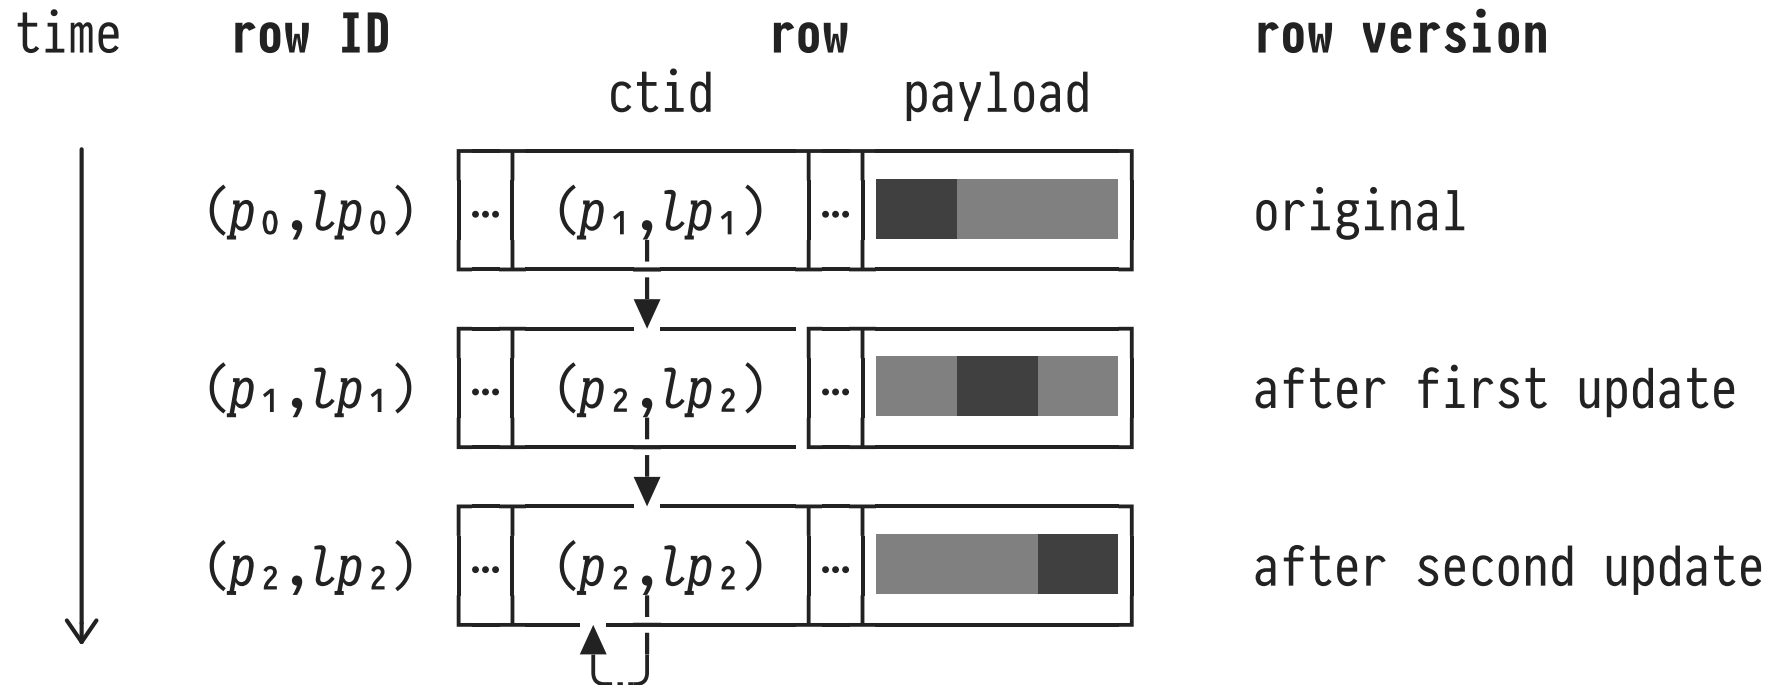 time row ID row row version
ctid payload
(p₀,lp₀) ... (p₁,lp₁) ... original
(p₁,lp₁) ... (p₂,lp₂) ... after first update
(p₂,lp₂) ... (p₂,lp₂) ... after second update